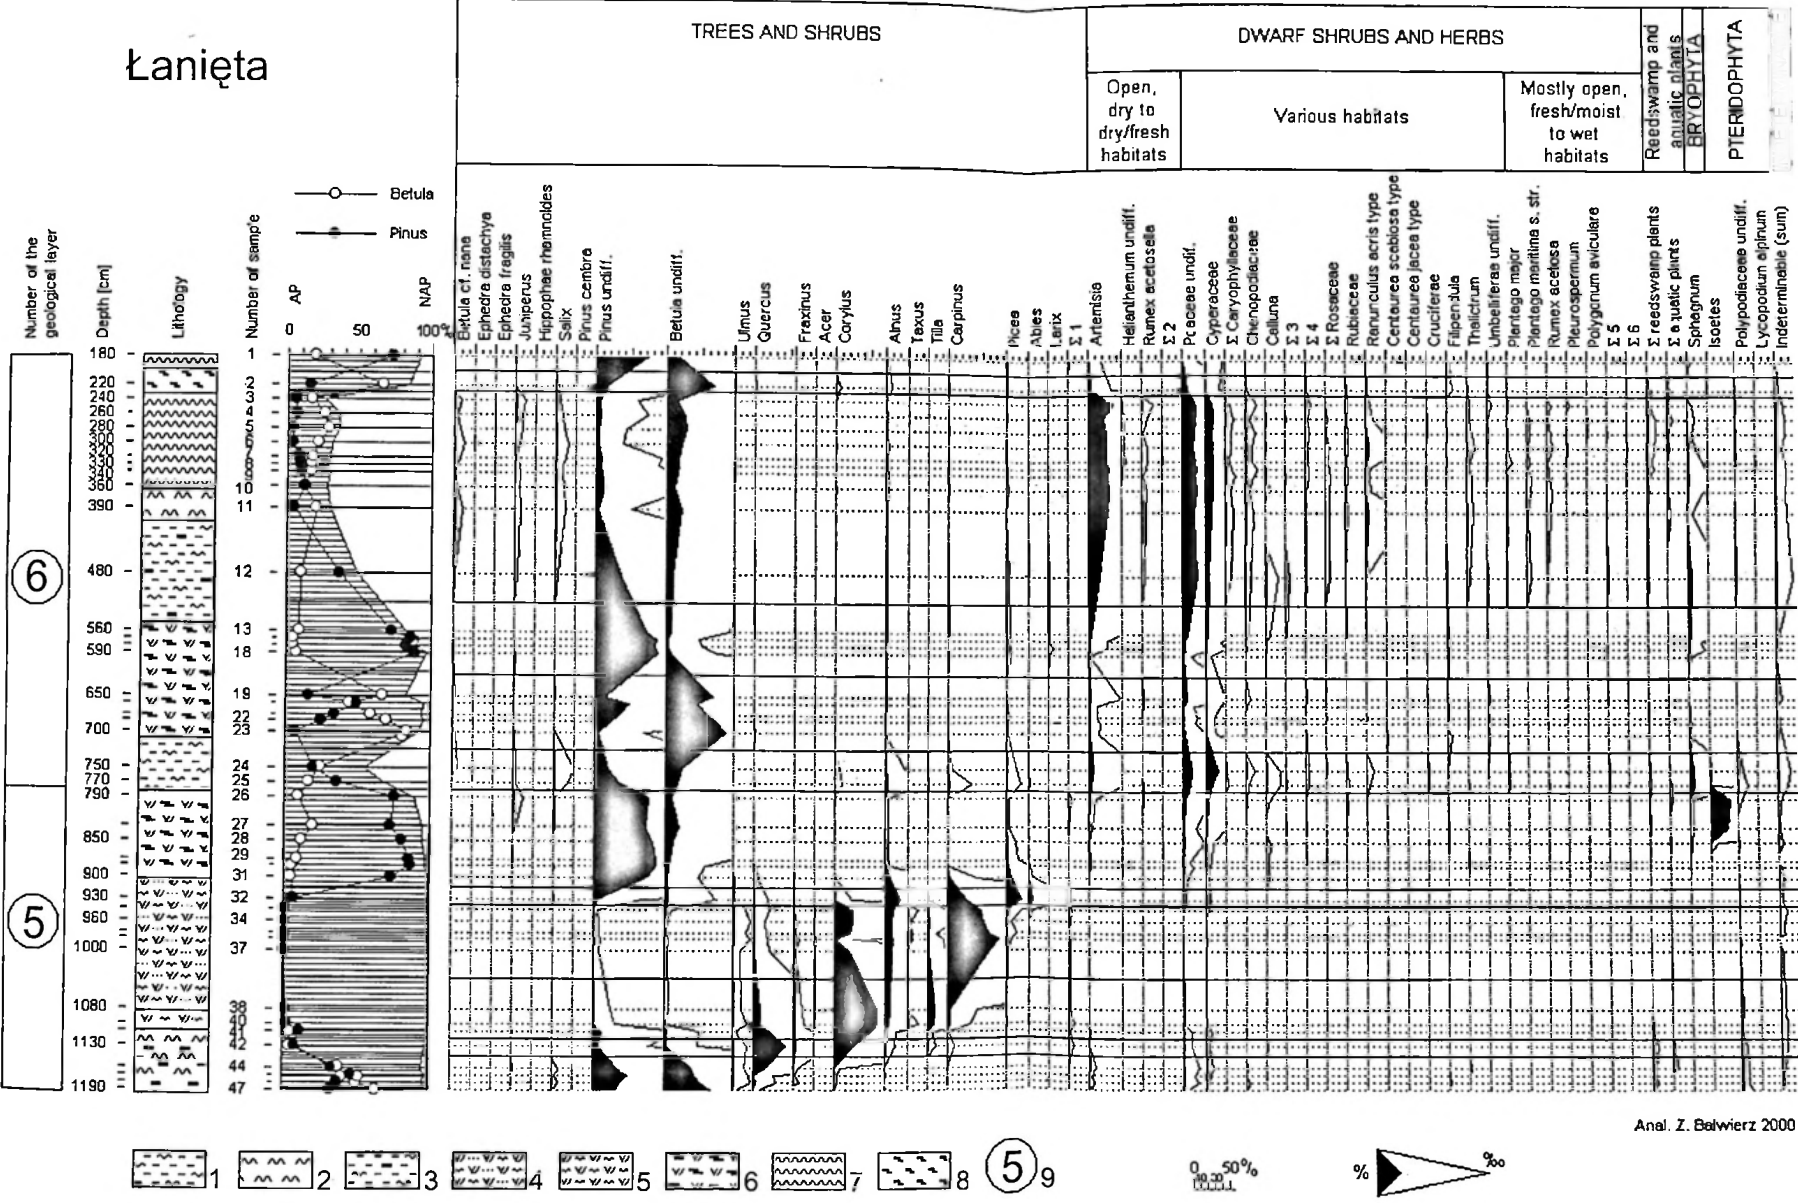 Łanięta
TREES AND SHRUBS
DWARF SHRUBS AND HERBS
Open,
dry to
dry/fresh
habitats
Various habitats
Mostly open,
fresh/moist
to wet
habitats
Reedswamp and
aquatic plants
BRYOPHYTA
PTERIDOPHYTA
Betula
Pinus
Number of the
geological layer
Depth [cm]
Lithology
Number of sample
AP
NAP
0 50 100%
Betula cf. nana
Ephedra distachya
Ephedra fragilis
Juniperus
Hippophae rhamnoides
Salix
Pinus cembra
Pinus undiff.
Betula undiff.
Ulmus
Quercus
Fraxinus
Acer
Corylus
Alnus
Taxus
Tilia
Carpinus
Picea
Abies
Larix
Σ 1
Artemisia
Helianthemum undiff.
Rumex acetosella
Σ 2
Poaceae undif.
Cyperaceae
Σ Caryophyllaceae
Chenopodiaceae
Calluna
Σ 3
Σ 4
Σ Rosaceae
Rubiaceae
Ranunculus acris type
Centaurea scabiosa type
Centaurea jacea type
Cruciferae
Filipendula
Thalictrum
Umbelliferae undiff.
Plantago major
Plantago maritima s. str.
Rumex acetosa
Pleurospermum
Polygonum aviculare
Σ 5
Σ 6
Σ reedswamp plants
Σ aquatic plants
Sphagnum
Isoetes
Polypodiaceae undiff.
Lycopodium alpinum
Indeterminable (sum)
180 1
220 2
240 3
260 4
280 5
300 6
7
330 8
340 9
360 10
390 11
480 12
560 13
590 18
650 19
22
700 23
750 24
770 25
790 26
27
850 28
29
900 31
930 32
960 34
1000 37
1080 38
40
41
1130 42
44
1190 47
6
5
Anal. Z. Balwierz 2000
1 2 3 4 5 6 7 8 5 9
0 50%
10 30
% ‰